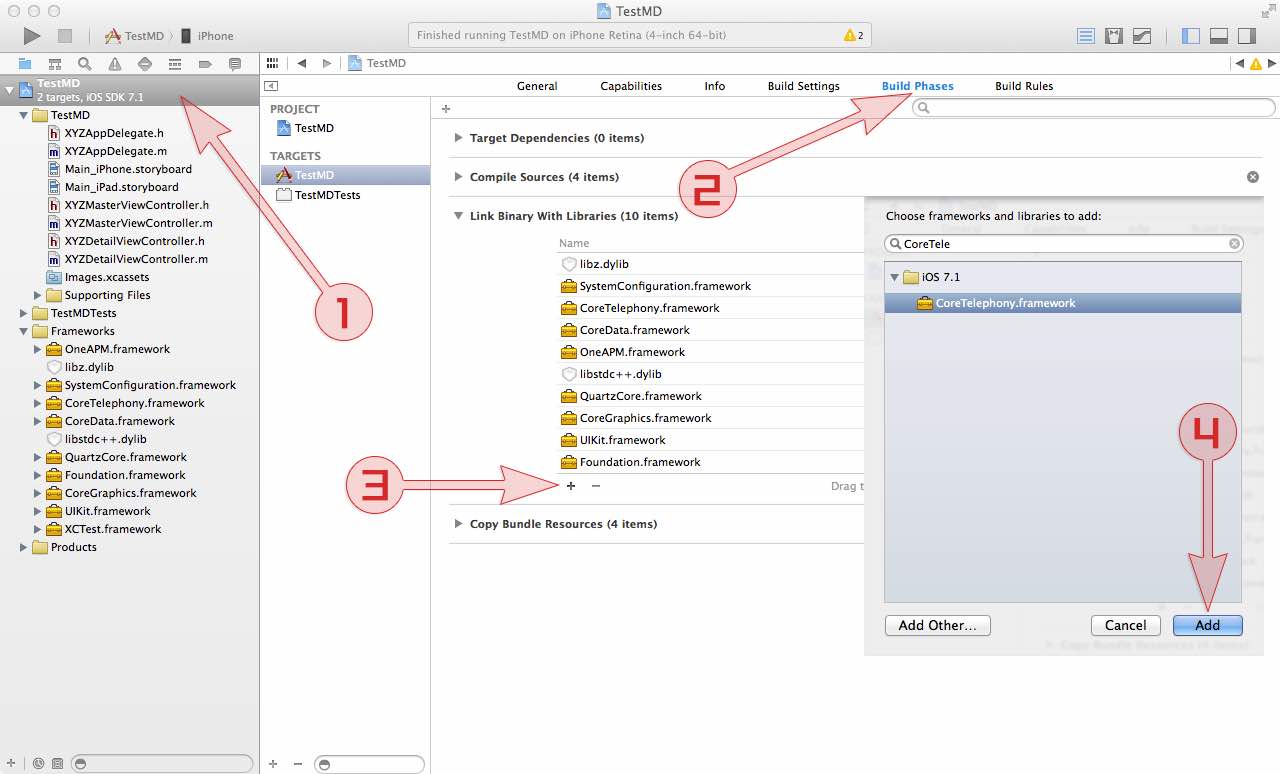 TestMD
TestMD iPhone
Finished running TestMD on iPhone Retina (4-inch 64-bit)
2
TestMD
TestMD
2 targets, iOS SDK 7.1
TestMD
XYZAppDelegate.h
XYZAppDelegate.m
Main_iPhone.storyboard
Main_iPad.storyboard
XYZMasterViewController.h
XYZMasterViewController.m
XYZDetailViewController.h
XYZDetailViewController.m
Images.xcassets
Supporting Files
TestMDTests
Frameworks
OneAPM.framework
libz.dylib
SystemConfiguration.framework
CoreTelephony.framework
CoreData.framework
libstdc++.dylib
QuartzCore.framework
Foundation.framework
CoreGraphics.framework
UIKit.framework
XCTest.framework
Products
1
PROJECT
TestMD
TARGETS
TestMD
TestMDTests
General Capabilities Info Build Settings Build Phases Build Rules
2
Target Dependencies (0 items)
Compile Sources (4 items)
Link Binary With Libraries (10 items)
Name
libz.dylib
SystemConfiguration.framework
CoreTelephony.framework
CoreData.framework
OneAPM.framework
libstdc++.dylib
QuartzCore.framework
CoreGraphics.framework
UIKit.framework
Foundation.framework
3
+ − Drag t
Copy Bundle Resources (4 items)
Choose frameworks and libraries to add:
CoreTele
iOS 7.1
CoreTelephony.framework
4
Add Other...
Cancel
Add